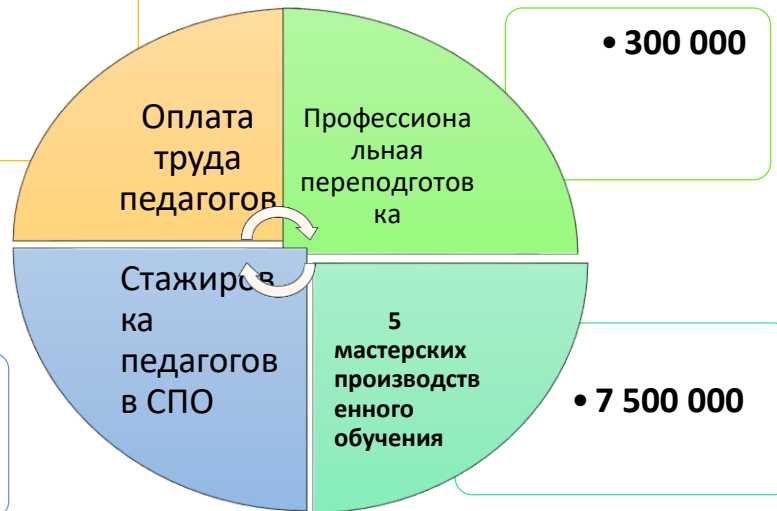 Оплата
труда
педагогов
Профессиона
льная
переподготов
ка
• 300 000
Стажиров
ка
педагогов
в СПО
5
мастерских
производств
енного
обучения
• 7 500 000